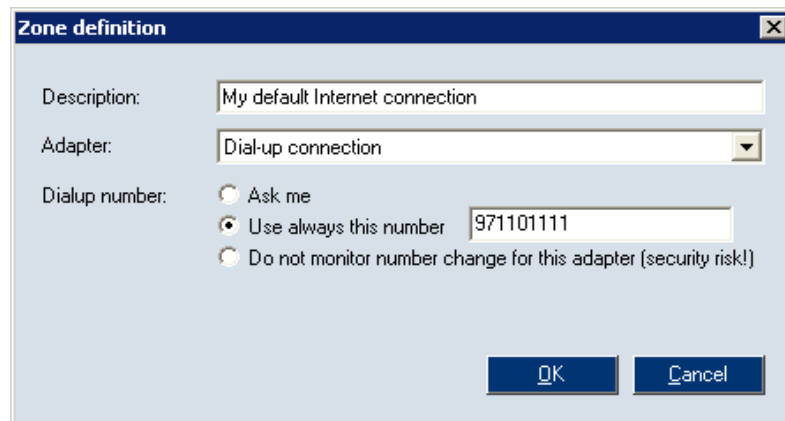 Zone definition
Description: My default Internet connection
Adapter: Dial-up connection
Dialup number: Ask me
Use always this number 971101111
Do not monitor number change for this adapter (security risk!)
OK Cancel